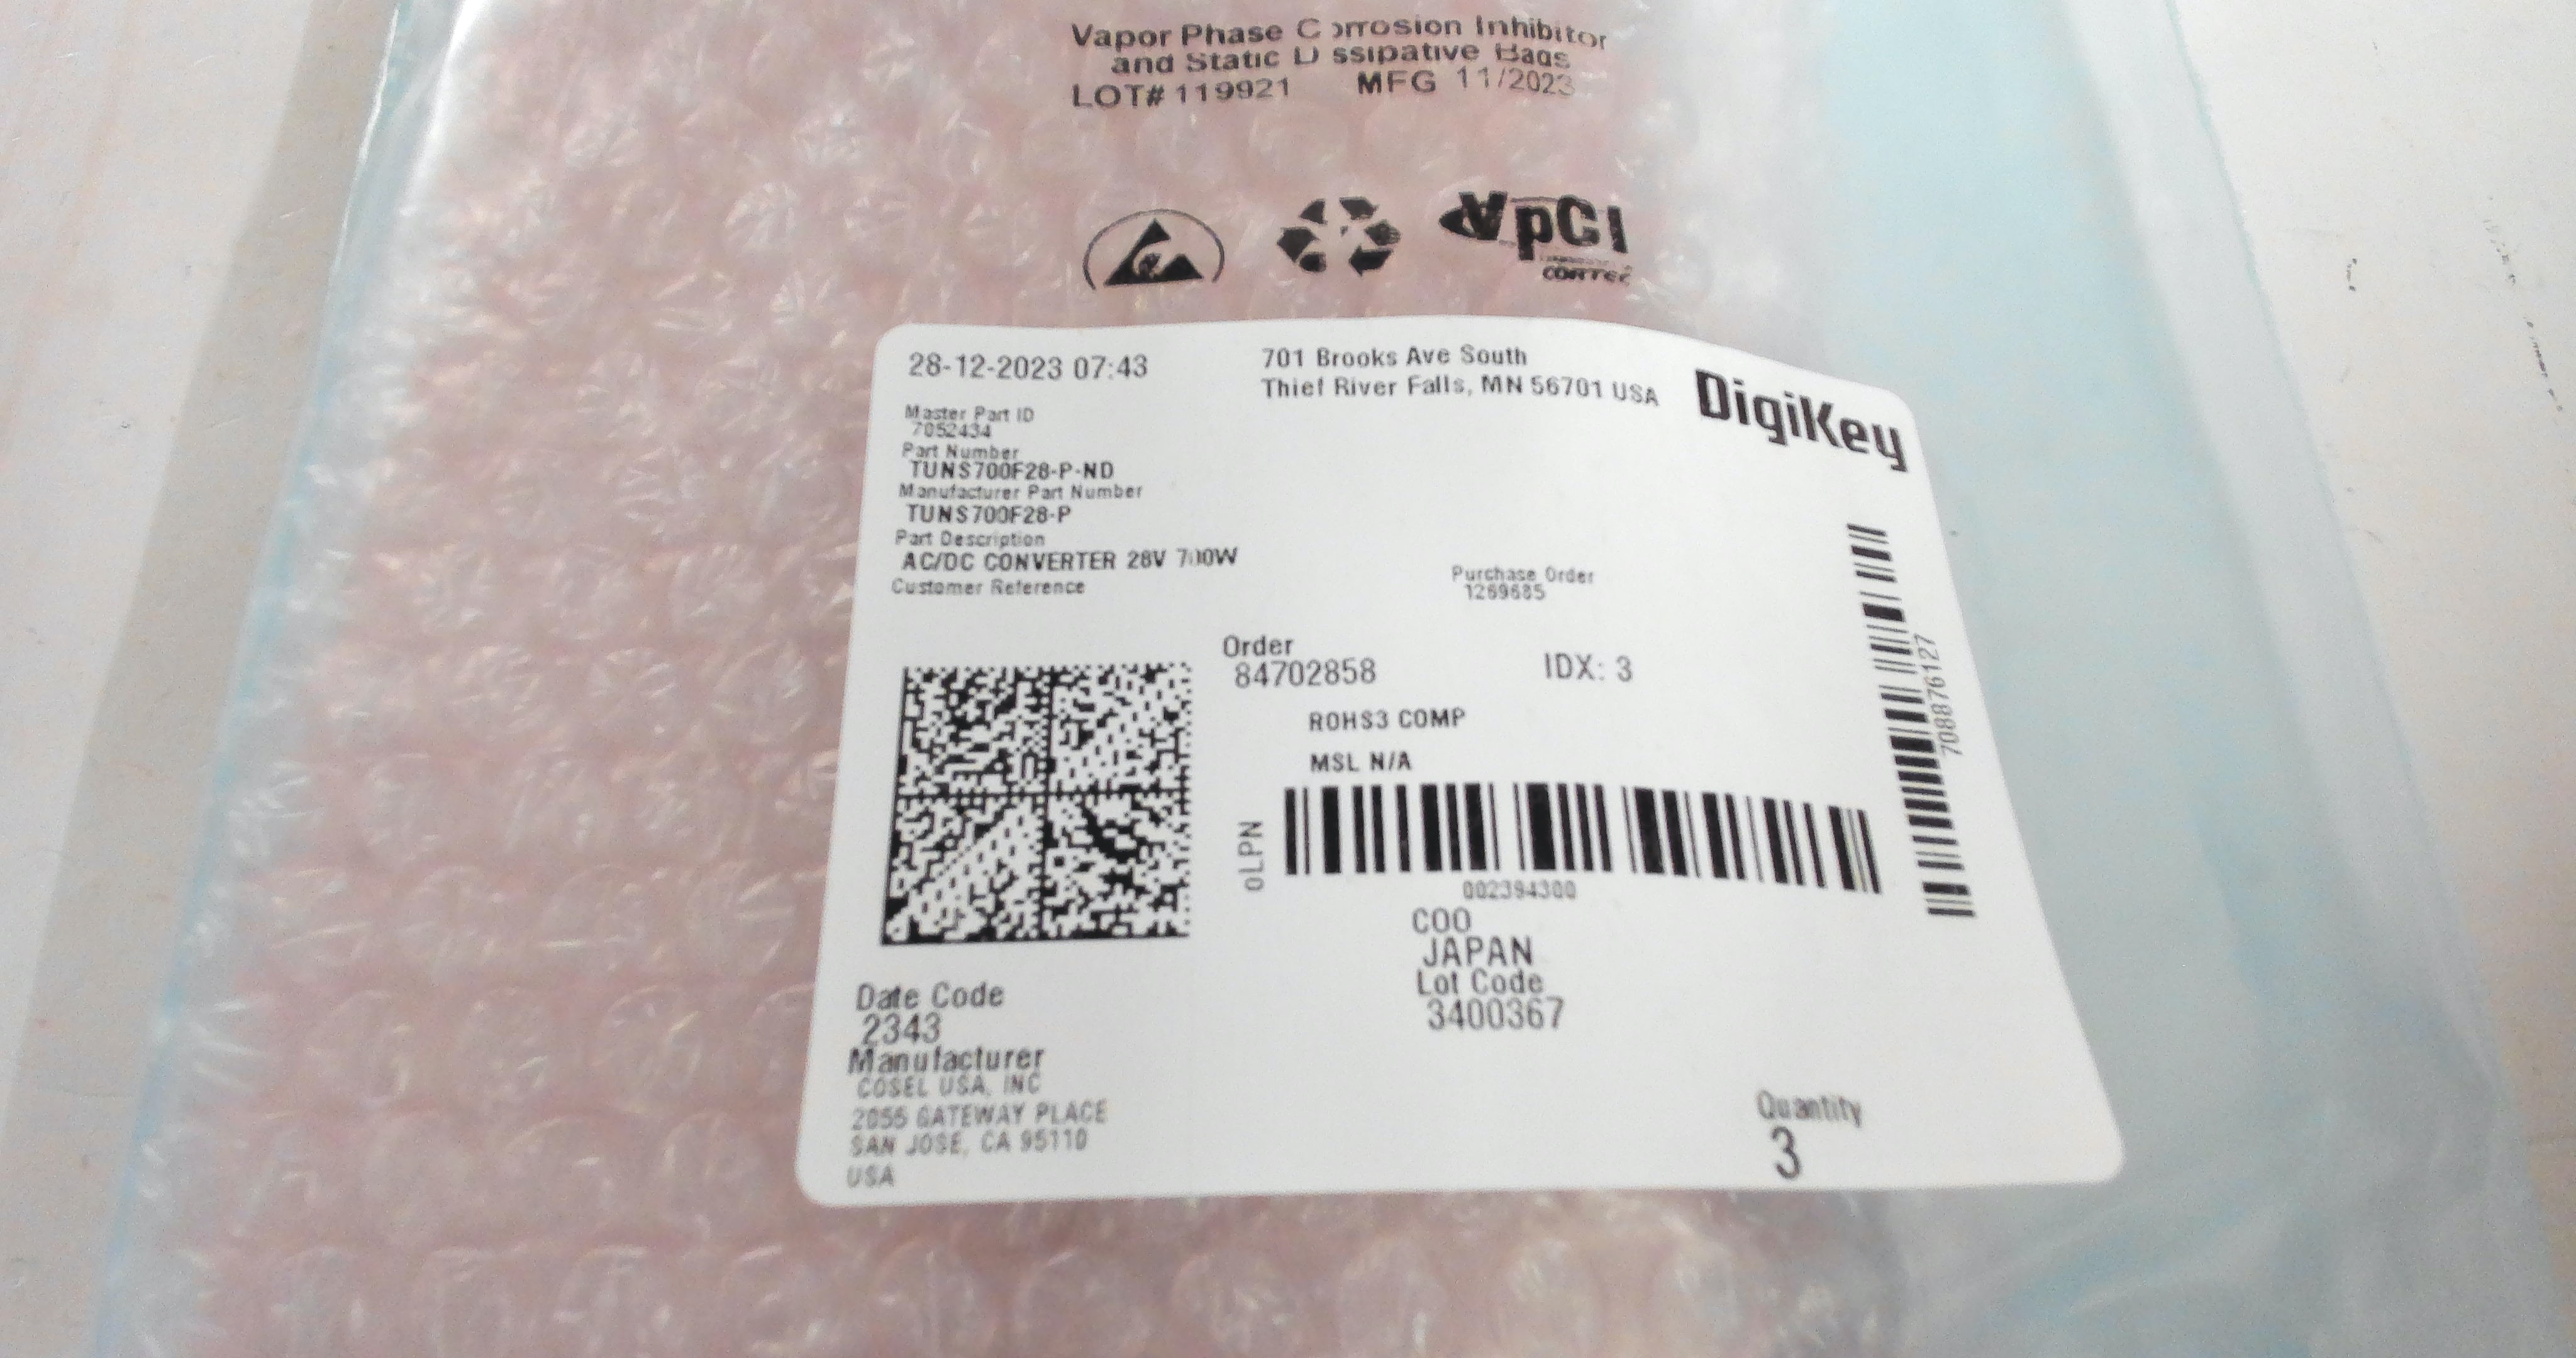 Vapor Phase Corrosion Inhibitor
and Static Dissipative Bags
LOT# 119921 MFG 11/2023
VpCI
CORTEC
28-12-2023 07:43
701 Brooks Ave South
Thief River Falls, MN 56701 USA
DigiKey
Master Part ID
7052434
Part Number
TUNS700F28-P-ND
Manufacturer Part Number
TUNS700F28-P
Part Description
AC/DC CONVERTER 28V 700W
Customer Reference
Purchase Order
1269685
Order
84702858
IDX: 3
ROHS3 COMP
MSL N/A
708876127
oLPN
002394300
COO
JAPAN
Lot Code
3400367
Date Code
2343
Manufacturer
COSEL USA, INC
2055 GATEWAY PLACE
SAN JOSE, CA 95110
USA
Quantity
3